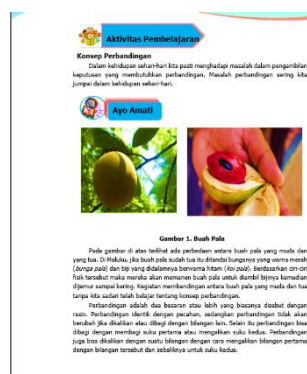 Aktivitas Pembelajaran
Konsep Perbandingan
Dalam kehidupan sehari-hari kita pasti menghadapi masalah dalam pengambilan
keputusan yang membutuhkan perbandingan. Masalah perbandingan sering kita
jumpai dalam kehidupan sehari-hari.
Ayo Amati
Gambar 1. Buah Pala
Pada gambar di atas terlihat ada perbedaan antara buah pala yang muda dan
yang tua. Di Maluku, jika buah pala sudah tua itu ditandai bunganya yang warna merah
(bunga pala) dan biji yang didalamnya berwarna hitam (koi pala). Berdasarkan ciri-ciri
fisik tersebut maka mereka akan memanen buah pala untuk diambil bijinya kemudian
dijemur sampai kering. Kegiatan membandingan antara buah pala yang muda dan tua
tanpa kita sadari telah belajar tentang konsep perbandingan.
Perbandingan adalah dua besaran atau lebih yang biasanya disebut dengan
rasio. Perbandingan identik dengan pecahan, sedangkan perbandingan tidak akan
berubah jika dikalikan atau dibagi dengan bilangan lain. Selain itu perbandingan bisa
dibagi dengan membagi suku pertama atau mengalikan suku kedua. Perbandingan
juga bisa dikalikan dengan suatu bilangan dengan cara mengalikan bilangan pertama
dengan bilangan tersebut dan sebaliknya untuk suku kedua.